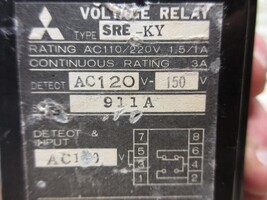 VOLTAGE RELAY
TYPE SRE-KY
RATING AC110/220V 1.5/1A
CONTINUOUS RATING 3A
DETECT AC120 V- 150 V
911A
DETECT &
INPUT
V
7 8
5 6
3 4
1 2